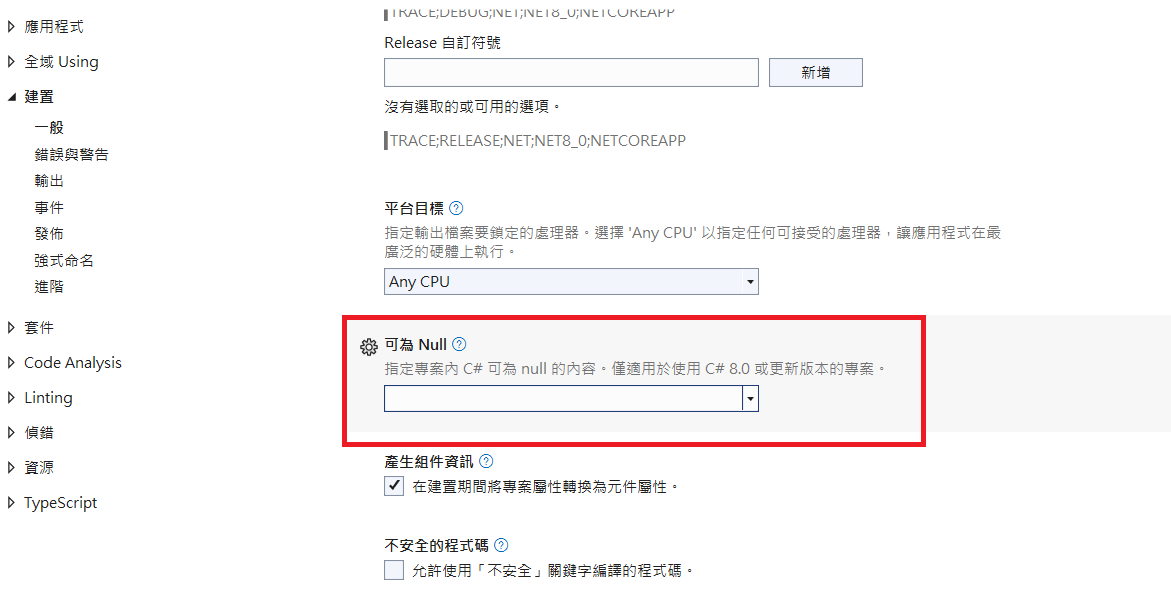 應用程式
全域 Using
建置
一般
錯誤與警告
輸出
事件
發佈
強式命名
進階
套件
Code Analysis
Linting
偵錯
資源
TypeScript
TRACE;DEBUG;NET;NET8_0;NETCOREAPP
Release 自訂符號
新增
沒有選取的或可用的選項。
TRACE;RELEASE;NET;NET8_0;NETCOREAPP
平台目標
指定輸出檔案要鎖定的處理器。選擇 'Any CPU' 以指定任何可接受的處理器，讓應用程式在最
廣泛的硬體上執行。
Any CPU
可為 Null
指定專案內 C# 可為 null 的內容。僅適用於使用 C# 8.0 或更新版本的專案。
產生組件資訊
在建置期間將專案屬性轉換為元件屬性。
不安全的程式碼
允許使用「不安全」關鍵字編譯的程式碼。